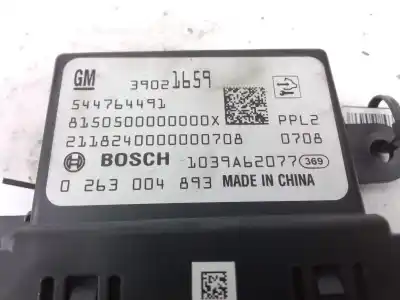 GM 39021659
544764491
8150500000000X PPL2
2118240000000708 0708
BOSCH 1039A62077 369
0 263 004 893 MADE IN CHINA